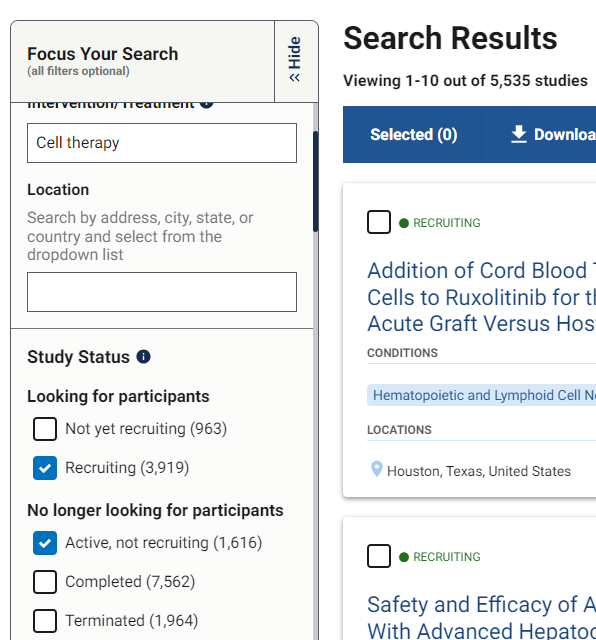 Focus Your Search
(all filters optional)
Hide
Intervention/Treatment
Cell therapy
Location
Search by address, city, state, or
country and select from the
dropdown list
Study Status
Looking for participants
Not yet recruiting (963)
Recruiting (3,919)
No longer looking for participants
Active, not recruiting (1,616)
Completed (7,562)
Terminated (1,964)
Search Results
Viewing 1-10 out of 5,535 studies
Selected (0)
Downloa
RECRUITING
Addition of Cord Blood
Cells to Ruxolitinib for
Acute Graft Versus Hos
CONDITIONS
Hematopoietic and Lymphoid Cell
LOCATIONS
Houston, Texas, United States
RECRUITING
Safety and Efficacy of A
With Advanced Hepatoc